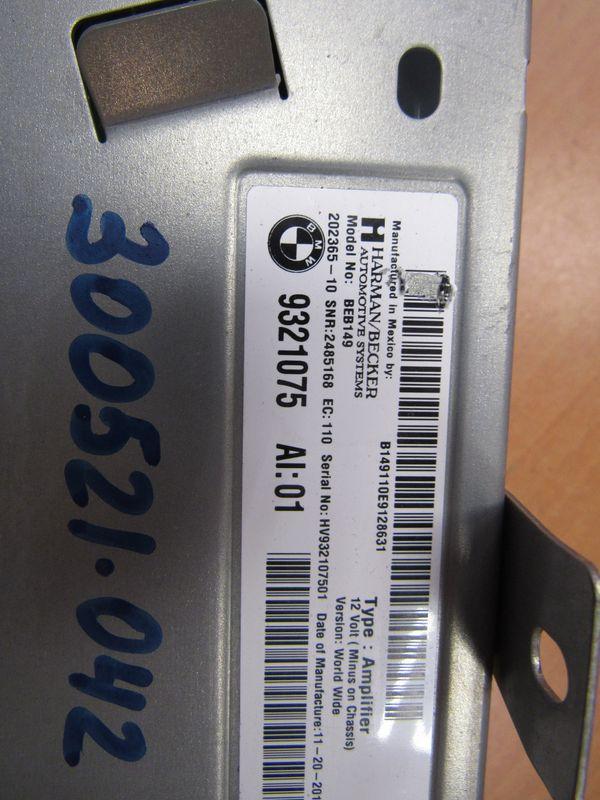 Manufactured in Mexico by:
HARMAN/BECKER
AUTOMOTIVE SYSTEMS
Model No: BEB149
202365-10 SNR:2485168 EC:110 Serial No: HV932107501 Date of Manufacture:11-20-201
BMW
9321075 AI:01
B149110E9128631
Type : Amplifier
12 Volt ( Minus on Chassis)
Version: World Wide
300521.042